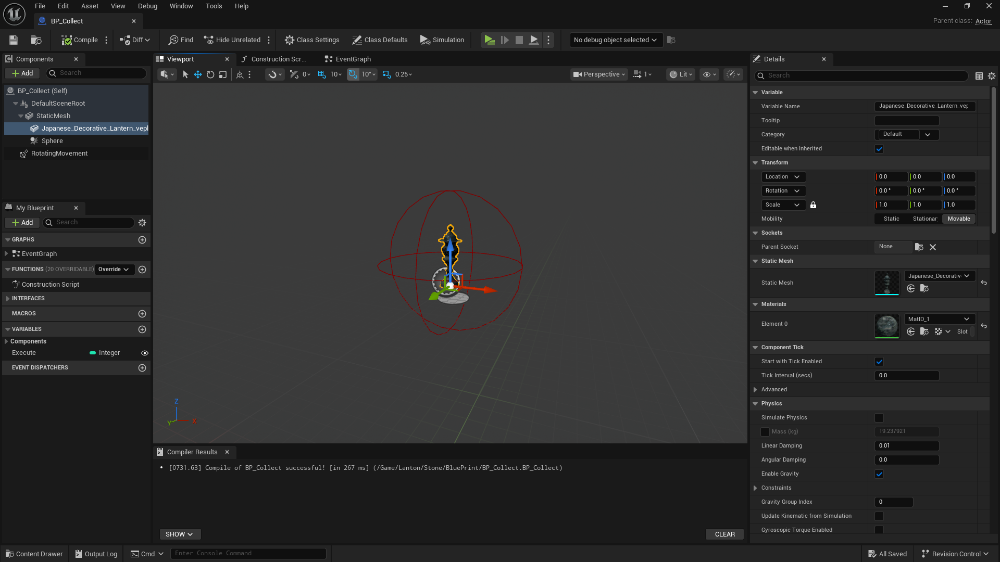 File Edit Asset View Debug Window Tools Help
BP_Collect
Parent class: Actor
Compile
Diff
Find
Hide Unrelated
Class Settings
Class Defaults
Simulation
No debug object selected
Components
Add
Search
BP_Collect (Self)
DefaultSceneRoot
StaticMesh
Japanese_Decorative_Lantern_vepl
Sphere
RotatingMovement
My Blueprint
Add
Search
GRAPHS
EventGraph
FUNCTIONS (20 OVERRIDABLE) Override
Construction Script
INTERFACES
MACROS
VARIABLES
Components
Execute Integer
EVENT DISPATCHERS
Viewport
Construction Scr...
EventGraph
0 10 10° 0.25
Perspective 1 Lit
Z
Y
X
Compiler Results
[0731.63] Compile of BP_Collect successful! [in 267 ms] (/Game/Lanton/Stone/BluePrint/BP_Collect.BP_Collect)
SHOW
CLEAR
Details
Search
Variable
Variable Name Japanese_Decorative_Lantern_vep
Tooltip
Category Default
Editable when Inherited
Transform
Location 0.0 0.0 0.0
Rotation 0.0 ° 0.0 ° 0.0 °
Scale 1.0 1.0 1.0
Mobility Static Stationar Movable
Sockets
Parent Socket None
Static Mesh
Static Mesh Japanese_Decorativ
Materials
Element 0 MatID_1
Slot
Component Tick
Start with Tick Enabled
Tick Interval (secs) 0.0
Advanced
Physics
Simulate Physics
Mass (kg) 19.237921
Linear Damping 0.01
Angular Damping 0.0
Enable Gravity
Constraints
Gravity Group Index 0
Update Kinematic from Simulation
Gyroscopic Torque Enabled
Content Drawer
Output Log
Cmd
Enter Console Command
All Saved
Revision Control